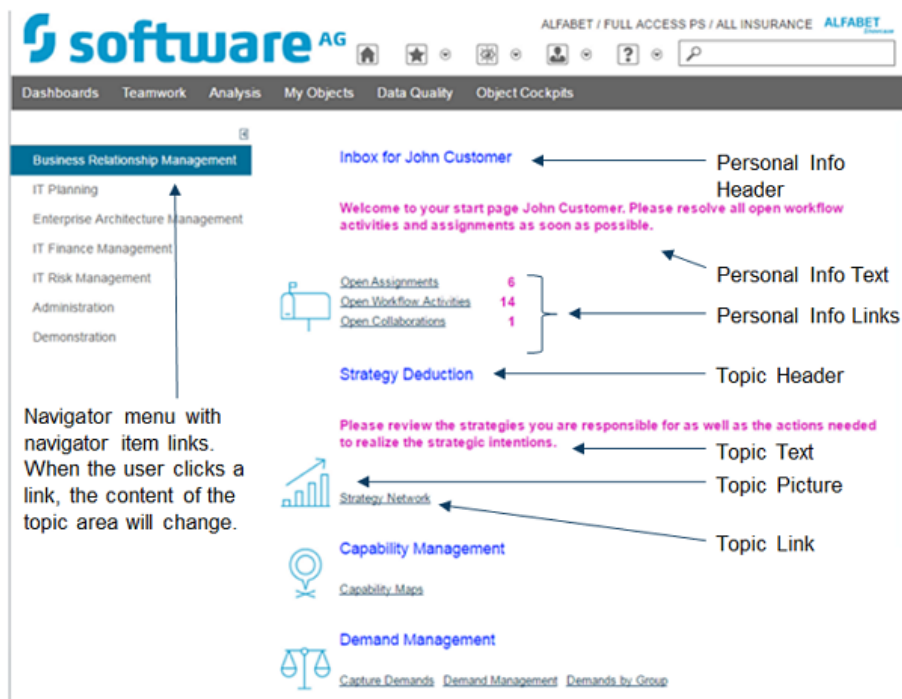 ALFABET / FULL ACCESS PS / ALL INSURANCE ALFABET
Showcase
software AG
?
Dashboards Teamwork Analysis My Objects Data Quality Object Cockpits
Business Relationship Management
IT Planning
Enterprise Architecture Management
IT Finance Management
IT Risk Management
Administration
Demonstration
Navigator menu with
navigator item links.
When the user clicks a
link, the content of the
topic area will change.
Inbox for John Customer
Personal Info
Header
Welcome to your start page John Customer. Please resolve all open workflow
activities and assignments as soon as possible.
Personal Info Text
Open Assignments 6
Open Workflow Activities 14
Open Collaborations 1
Personal Info Links
Strategy Deduction
Topic Header
Please review the strategies you are responsible for as well as the actions needed
to realize the strategic intentions.
Topic Text
Topic Picture
Strategy Network
Topic Link
Capability Management
Capability Maps
Demand Management
Capture Demands Demand Management Demands by Group